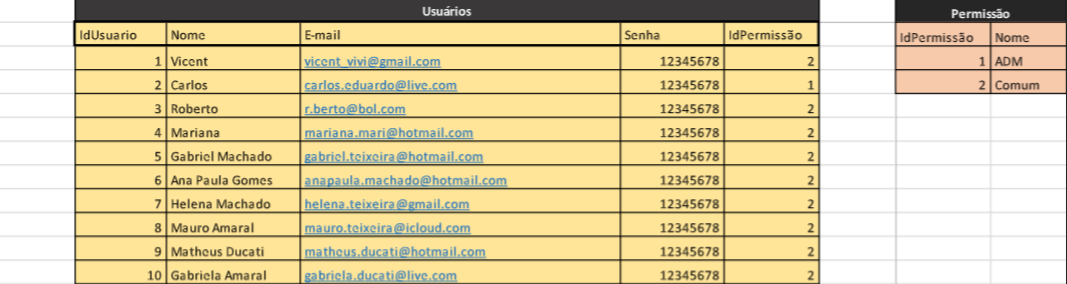 Usuários Permissão
IdUsuario Nome E-mail Senha IdPermissão IdPermissão Nome
1 Vicent vicent_vivi@gmail.com 12345678 2 1 ADM
2 Carlos carlos.eduardo@live.com 12345678 1 2 Comum
3 Roberto r.berto@bol.com 12345678 2
4 Mariana mariana.mari@hotmail.com 12345678 2
5 Gabriel Machado gabriel.teixeira@hotmail.com 12345678 2
6 Ana Paula Gomes anapaula.machado@hotmail.com 12345678 2
7 Helena Machado helena.teixeira@gmail.com 12345678 2
8 Mauro Amaral mauro.teixeira@icloud.com 12345678 2
9 Matheus Ducati matheus.ducati@hotmail.com 12345678 2
10 Gabriela Amaral gabriela.ducati@live.com 12345678 2